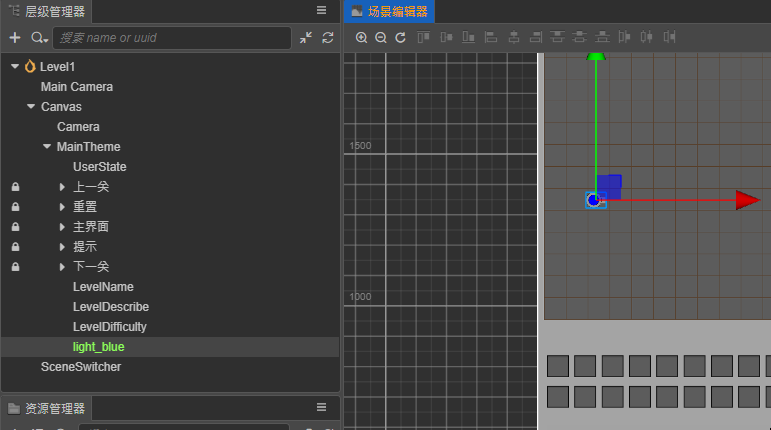 层级管理器
搜索 name or uuid
Level1
Main Camera
Canvas
Camera
MainTheme
UserState
上一关
重置
主界面
提示
下一关
LevelName
LevelDescribe
LevelDifficulty
light_blue
SceneSwitcher
资源管理器
场景编辑器
1500
1000